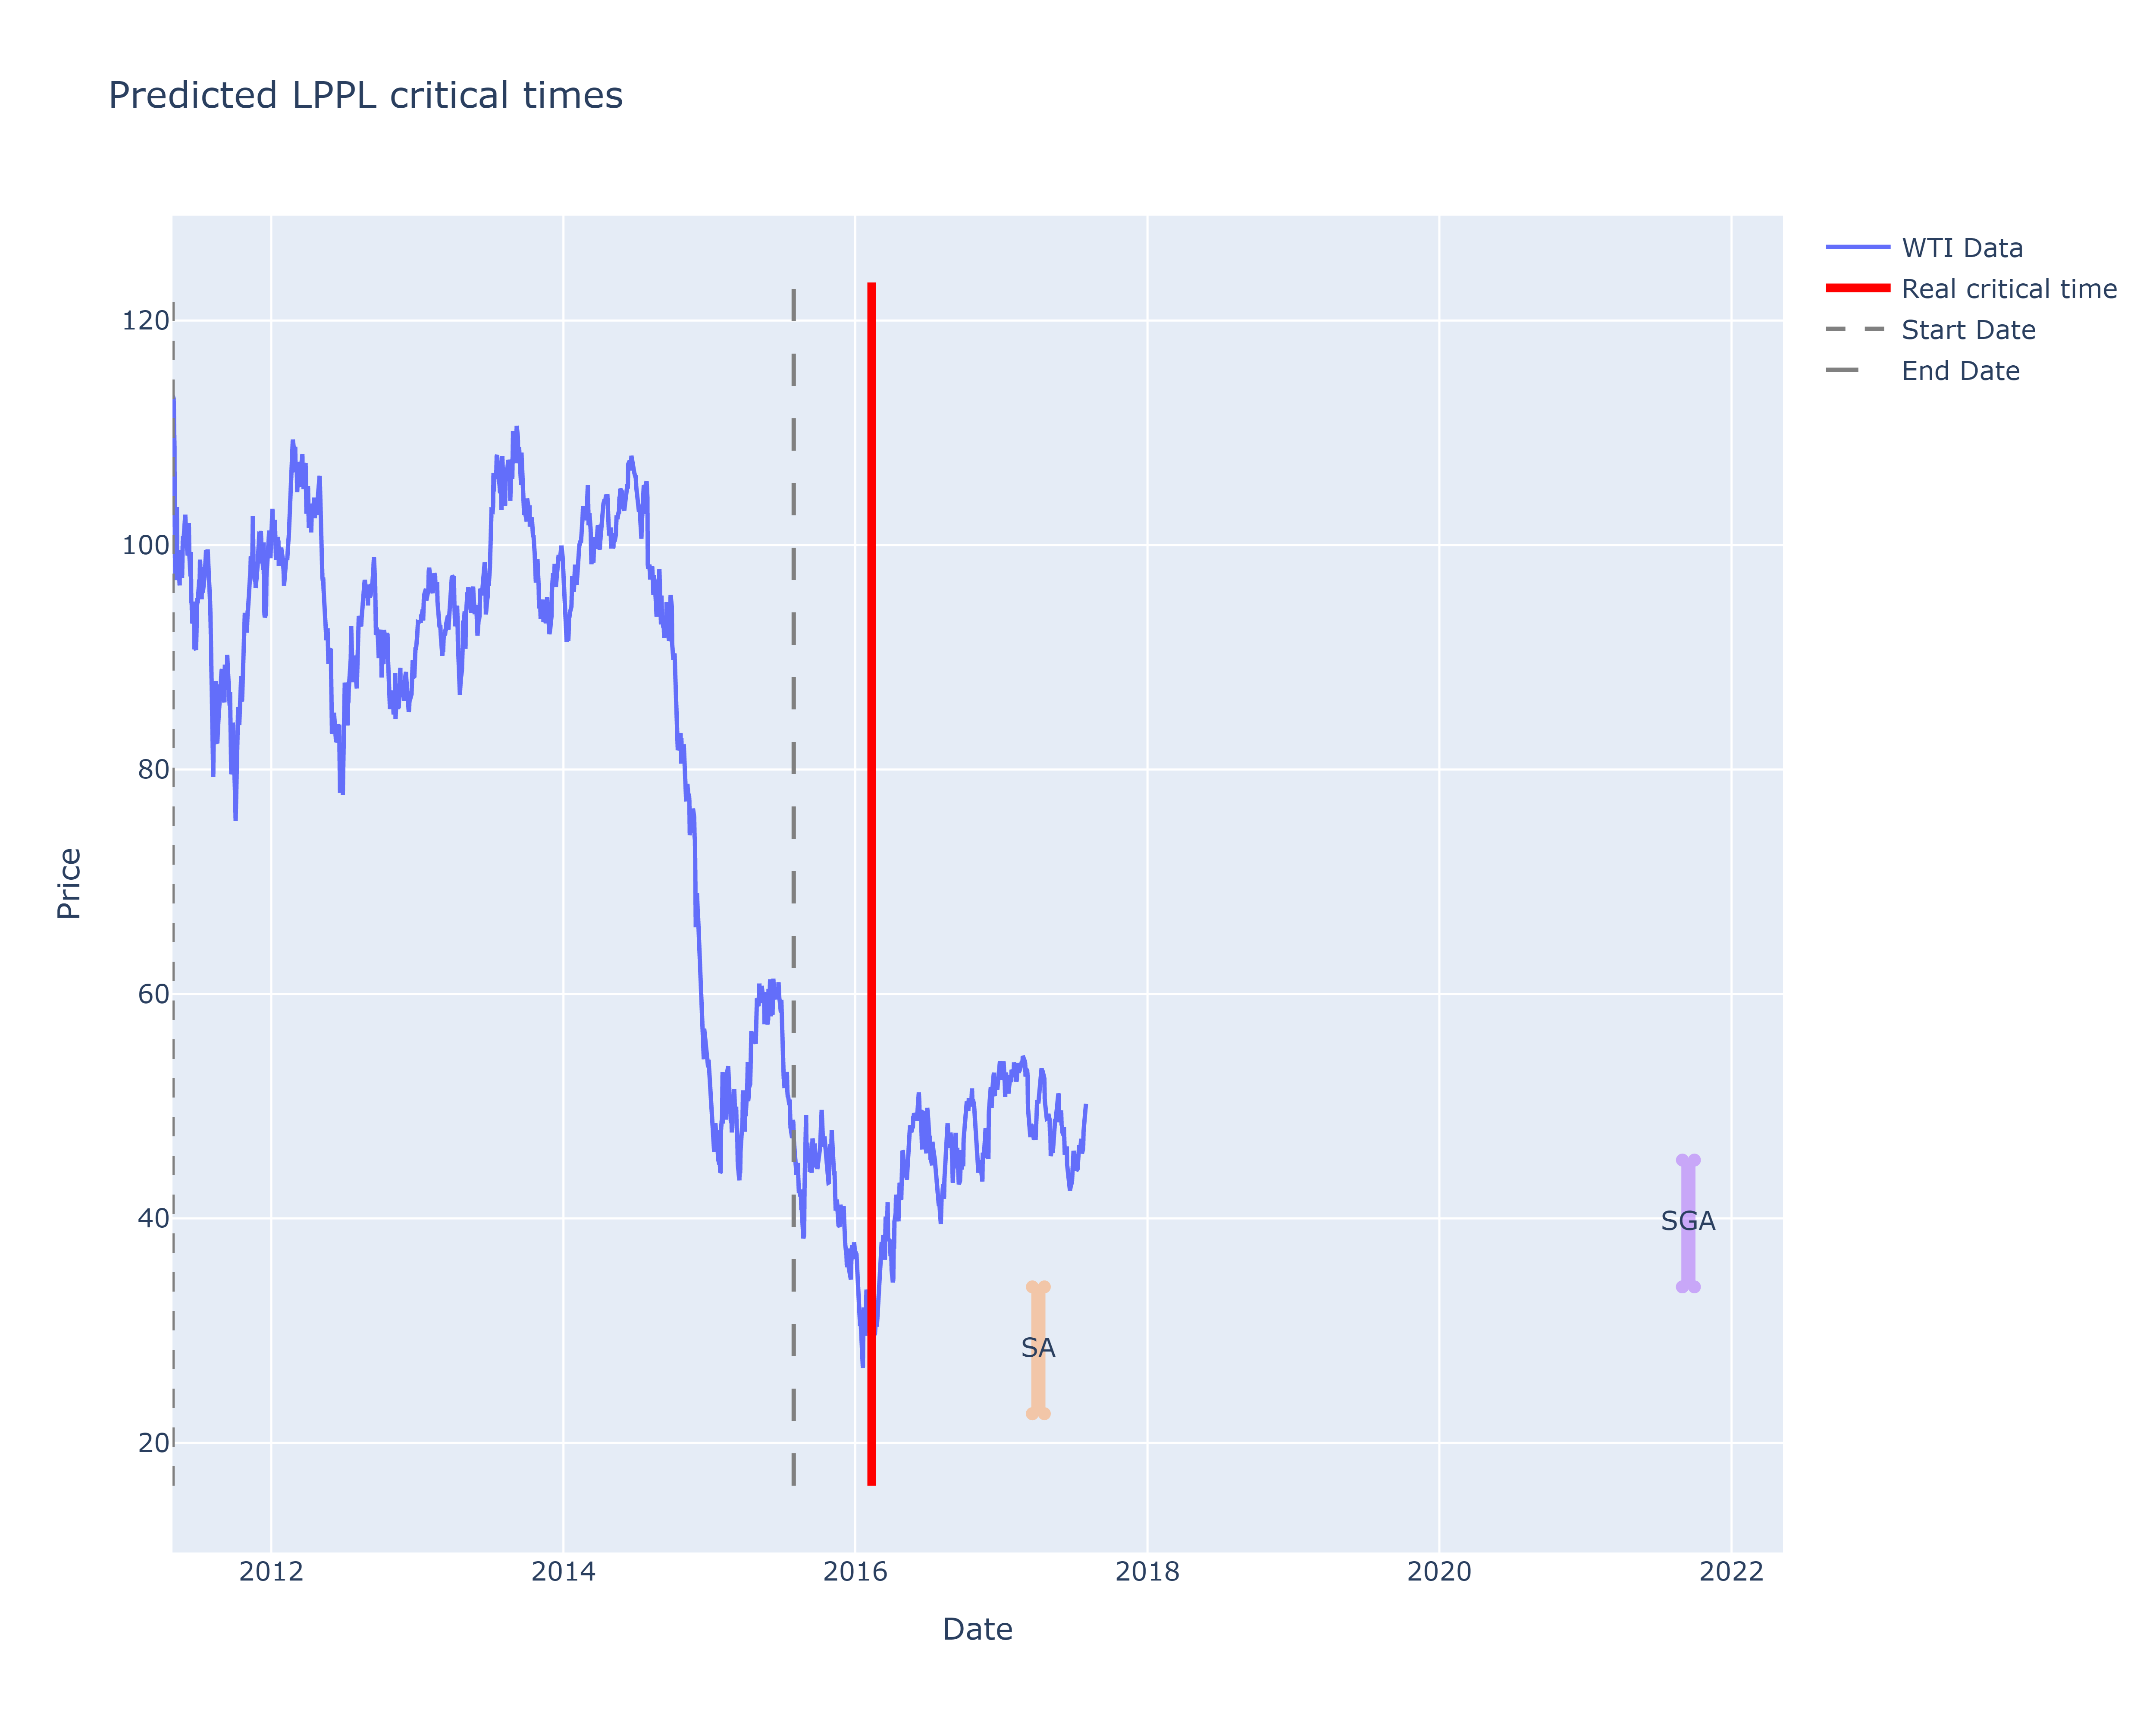 Predicted LPPL critical times
WTI Data
Real critical time
Start Date
End Date
120
100
80
60
40
20
Price
SGA
SA
2012
2014
2016
2018
2020
2022
Date